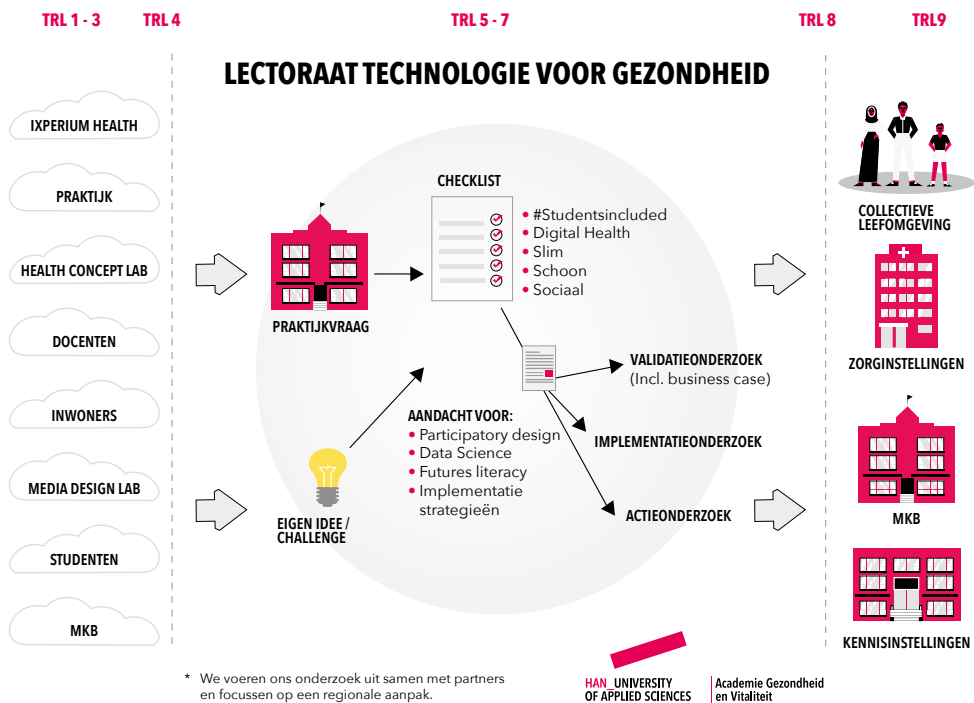 TRL 1 - 3
TRL 4
TRL 5 - 7
TRL 8
TRL9
LECTORAAT TECHNOLOGIE VOOR GEZONDHEID
IXPERIUM HEALTH
PRAKTIJK
HEALTH CONCEPT LAB
DOCENTEN
INWONERS
MEDIA DESIGN LAB
STUDENTEN
MKB
PRAKTIJKVRAAG
EIGEN IDEE /
CHALLENGE
CHECKLIST
• #Studentsincluded
• Digital Health
• Slim
• Schoon
• Sociaal
AANDACHT VOOR:
• Participatory design
• Data Science
• Futures literacy
• Implementatie
strategieën
VALIDATIEONDERZOEK
(Incl. business case)
IMPLEMENTATIEONDERZOEK
ACTIEONDERZOEK
COLLECTIEVE
LEEFOMGEVING
ZORGINSTELLINGEN
MKB
KENNISINSTELLINGEN
* We voeren ons onderzoek uit samen met partners
en focussen op een regionale aanpak.
HAN_UNIVERSITY
OF APPLIED SCIENCES
Academie Gezondheid
en Vitaliteit